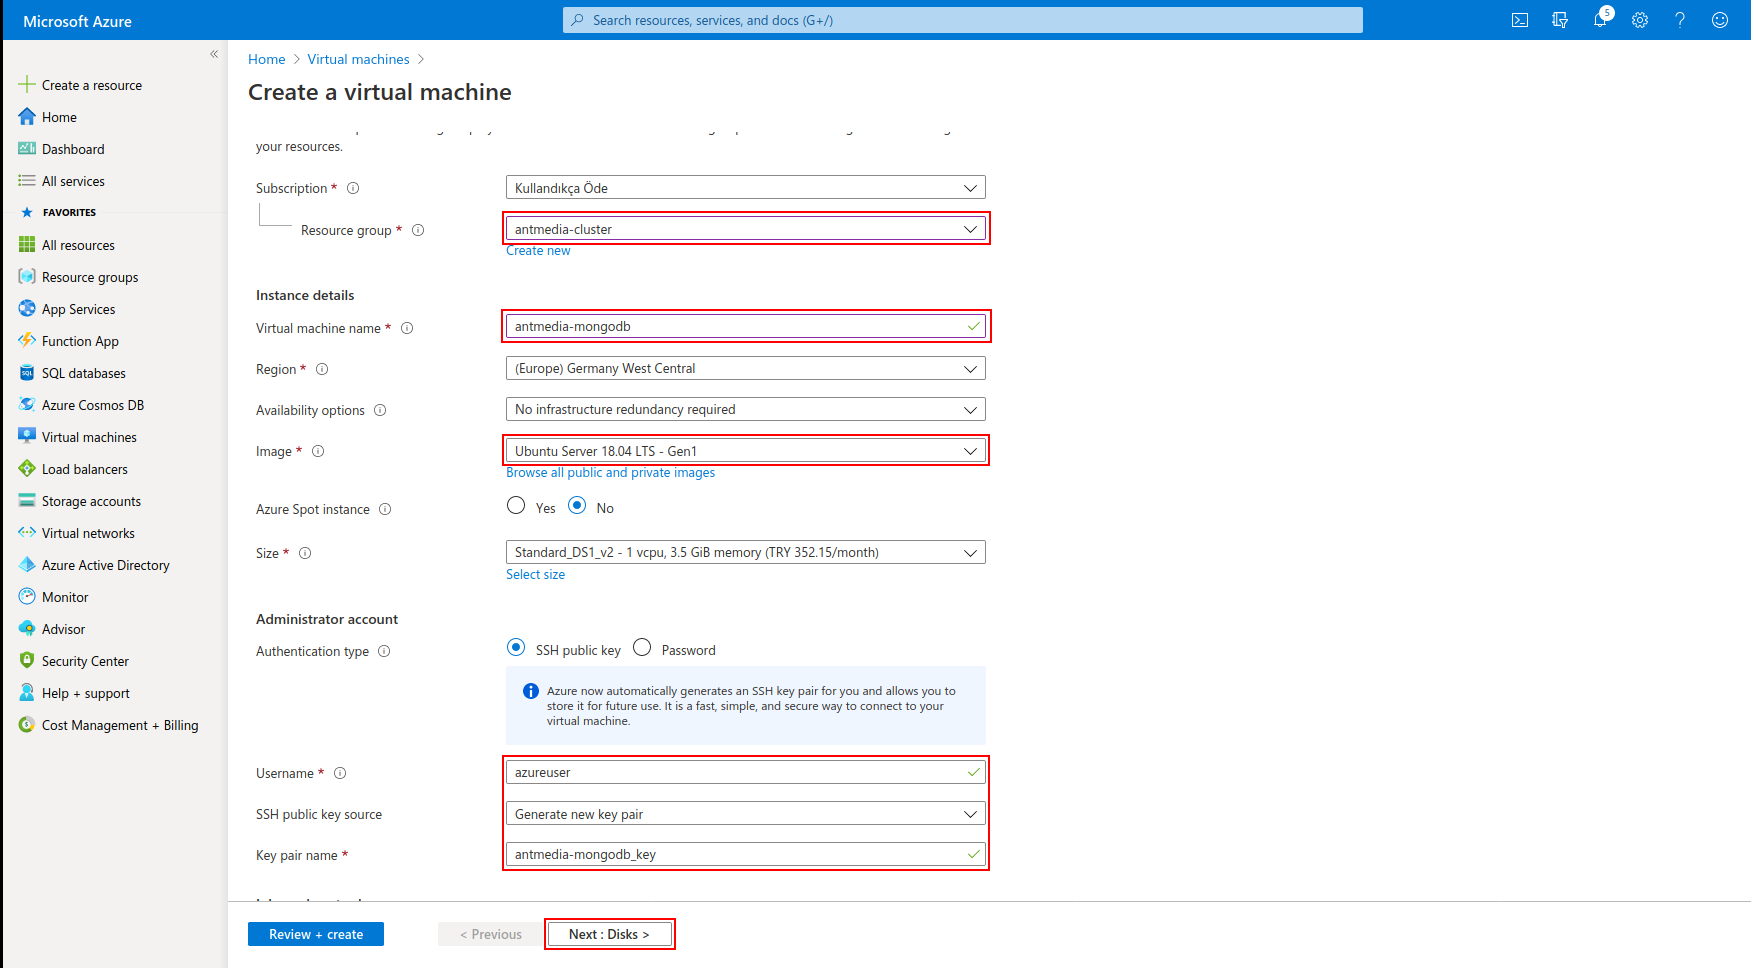 Microsoft Azure
Search resources, services, and docs (G+/)
5
«
Create a resource
Home
Dashboard
All services
FAVORITES
All resources
Resource groups
App Services
Function App
SQL databases
Azure Cosmos DB
Virtual machines
Load balancers
Storage accounts
Virtual networks
Azure Active Directory
Monitor
Advisor
Security Center
Help + support
Cost Management + Billing
Home > Virtual machines >
Create a virtual machine
your resources.
Subscription *
Kullandıkça Öde
Resource group *
antmedia-cluster
Create new
Instance details
Virtual machine name *
antmedia-mongodb
Region *
(Europe) Germany West Central
Availability options
No infrastructure redundancy required
Image *
Ubuntu Server 18.04 LTS - Gen1
Browse all public and private images
Azure Spot instance
Yes No
Size *
Standard_DS1_v2 - 1 vcpu, 3.5 GiB memory (TRY 352.15/month)
Select size
Administrator account
Authentication type
SSH public key Password
Azure now automatically generates an SSH key pair for you and allows you to
store it for future use. It is a fast, simple, and secure way to connect to your
virtual machine.
Username *
azureuser
SSH public key source
Generate new key pair
Key pair name *
antmedia-mongodb_key
Review + create
< Previous
Next : Disks >